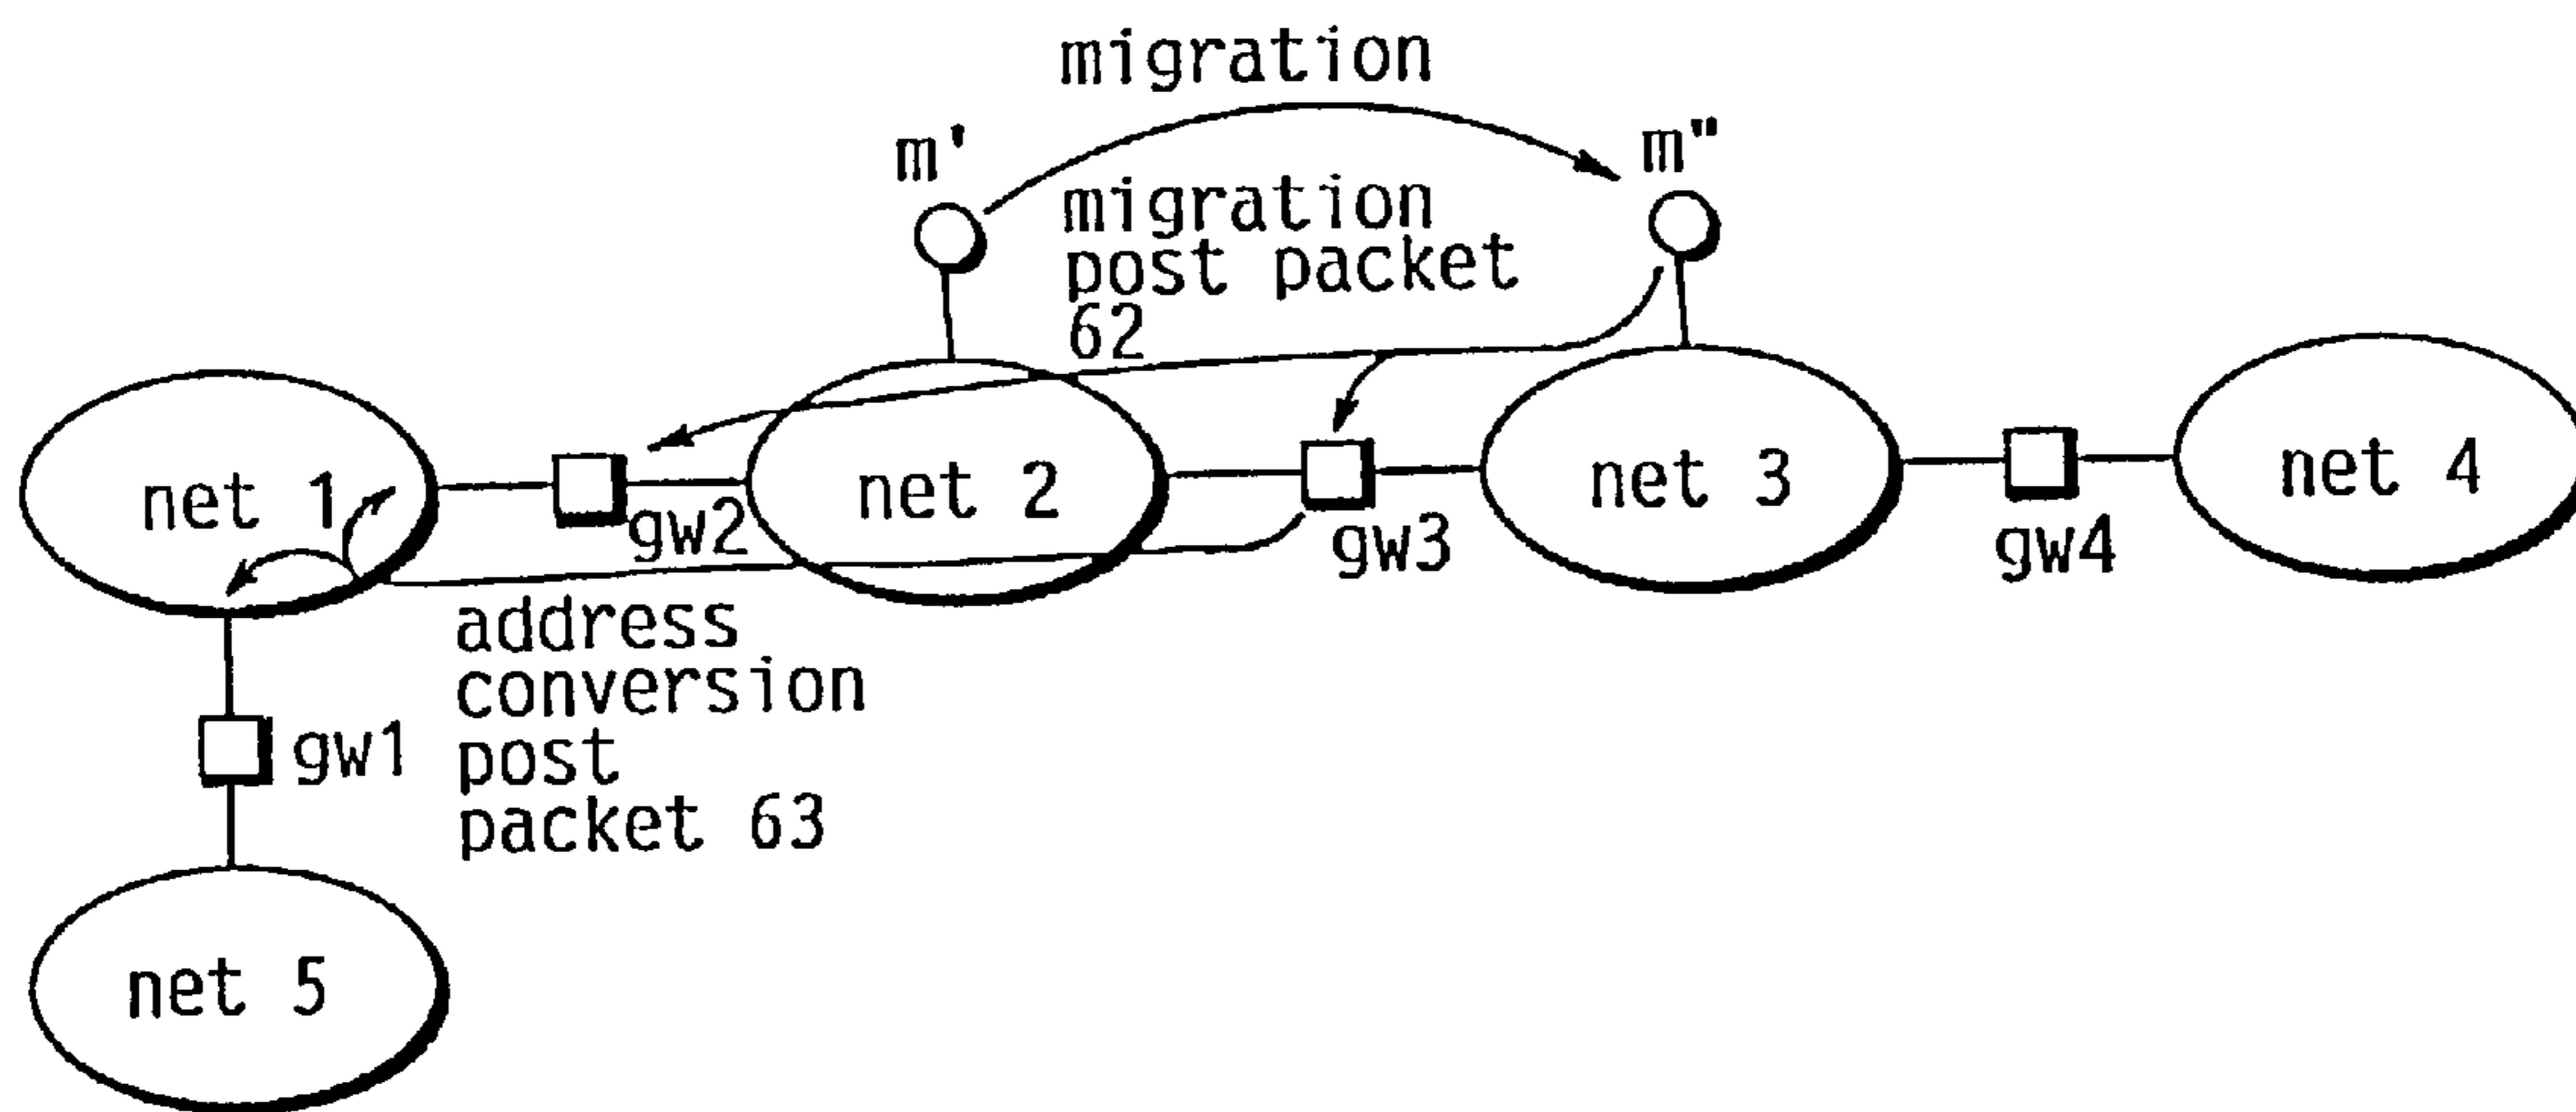 migration
m'
m"
migration
post packet
62
net 1
gw2
net 2
gw3
net 3
gw4
net 4
address
conversion
post
packet 63
gw1
net 5